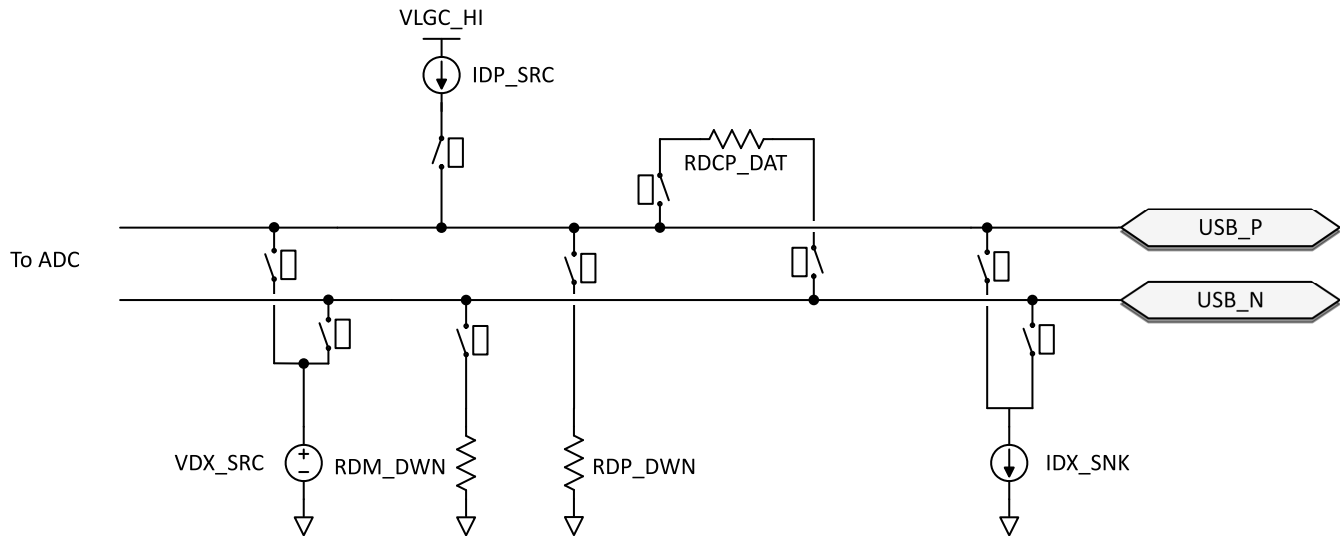 VLGC_HI
IDP_SRC
RDCP_DAT
USB_P
To ADC
USB_N
VDX_SRC
RDM_DWN
RDP_DWN
IDX_SNK